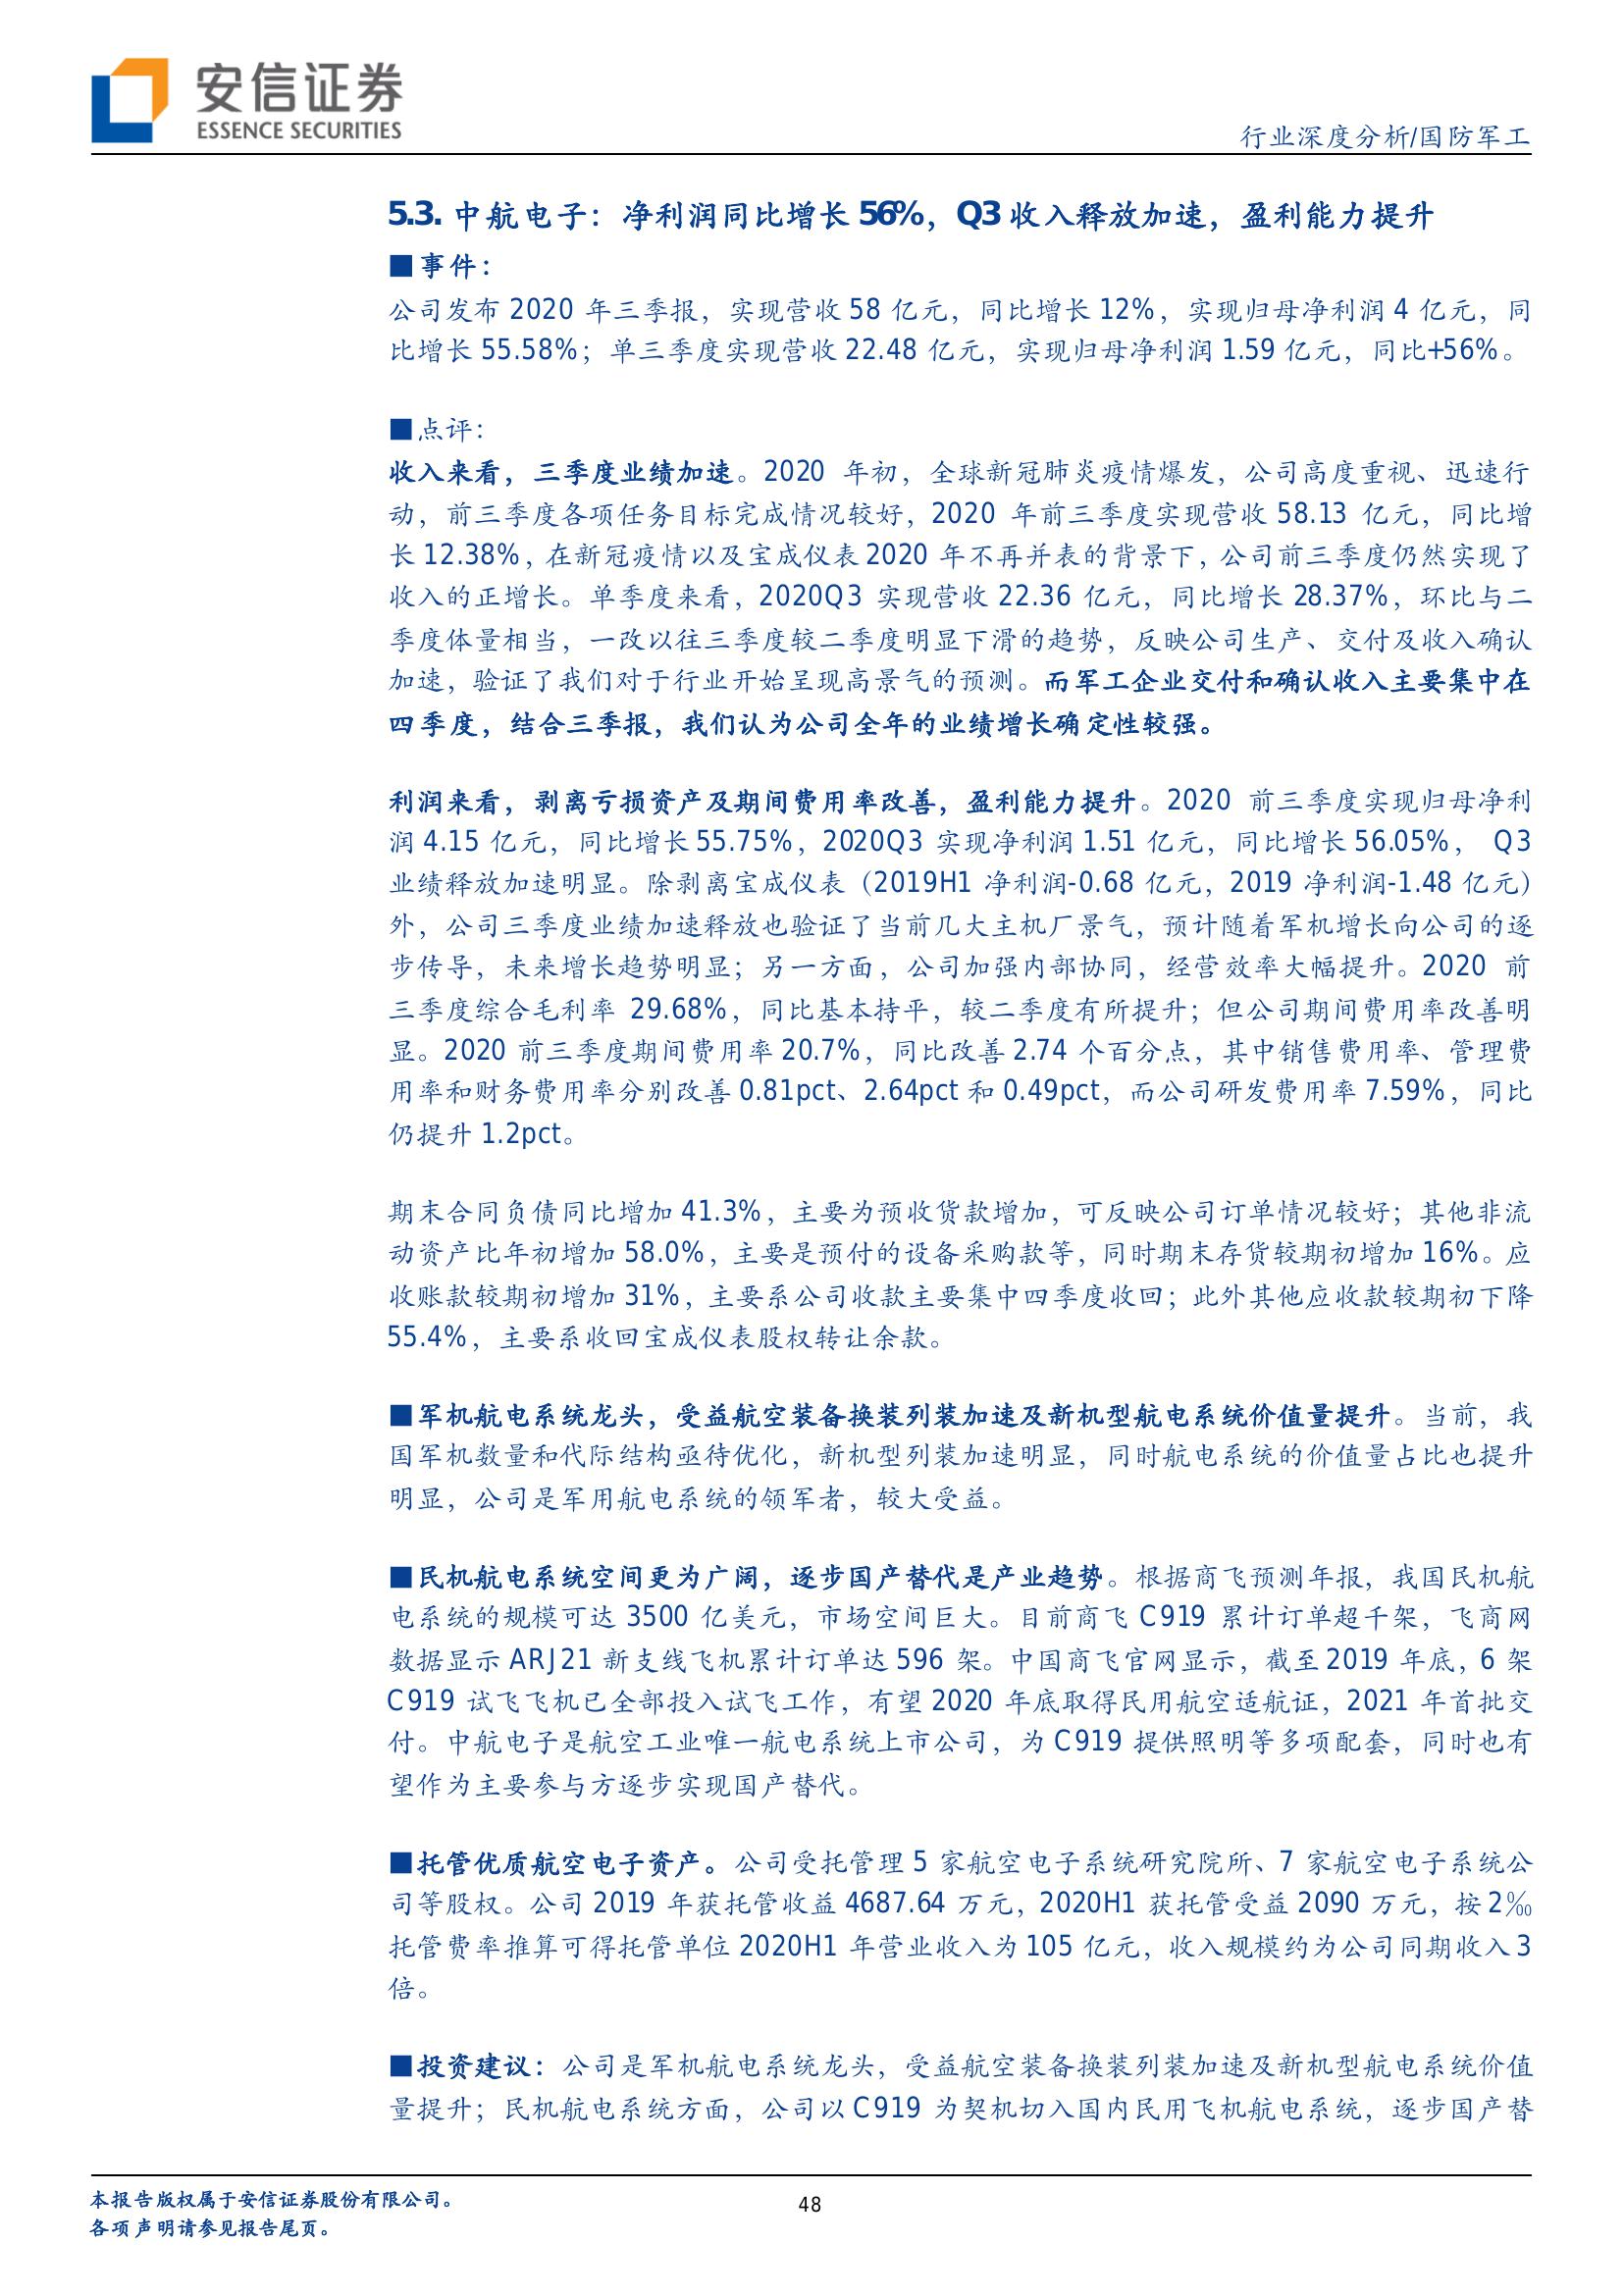 安信证券
ESSENCE SECURITIES
行业深度分析/国防军工
5.3. 中航电子：净利润同比增长 56%，Q3 收入释放加速，盈利能力提升
■事件：
公司发布 2020 年三季报，实现营收 58 亿元，同比增长 12%，实现归母净利润 4 亿元，同
比增长 55.58%；单三季度实现营收 22.48 亿元，实现归母净利润 1.59 亿元，同比+56%。
■点评：
收入来看，三季度业绩加速。2020 年初，全球新冠肺炎疫情爆发，公司高度重视、迅速行
动，前三季度各项任务目标完成情况较好，2020 年前三季度实现营收 58.13 亿元，同比增
长 12.38%，在新冠疫情以及宝成仪表 2020 年不再并表的背景下，公司前三季度仍然实现了
收入的正增长。单季度来看，2020Q3 实现营收 22.36 亿元，同比增长 28.37%，环比与二
季度体量相当，一改以往三季度较二季度明显下滑的趋势，反映公司生产、交付及收入确认
加速，验证了我们对于行业开始呈现高景气的预测。而军工企业交付和确认收入主要集中在
四季度，结合三季报，我们认为公司全年的业绩增长确定性较强。
利润来看，剥离亏损资产及期间费用率改善，盈利能力提升。2020 前三季度实现归母净利
润 4.15 亿元，同比增长 55.75%，2020Q3 实现净利润 1.51 亿元，同比增长 56.05%， Q3
业绩释放加速明显。除剥离宝成仪表（2019H1 净利润-0.68 亿元，2019 净利润-1.48 亿元）
外，公司三季度业绩加速释放也验证了当前几大主机厂景气，预计随着军机增长向公司的逐
步传导，未来增长趋势明显；另一方面，公司加强内部协同，经营效率大幅提升。2020 前
三季度综合毛利率 29.68%，同比基本持平，较二季度有所提升；但公司期间费用率改善明
显。2020 前三季度期间费用率 20.7%，同比改善 2.74 个百分点，其中销售费用率、管理费
用率和财务费用率分别改善 0.81pct、2.64pct 和 0.49pct，而公司研发费用率 7.59%，同比
仍提升 1.2pct。
期末合同负债同比增加 41.3%，主要为预收货款增加，可反映公司订单情况较好；其他非流
动资产比年初增加 58.0%，主要是预付的设备采购款等，同时期末存货较期初增加 16%。应
收账款较期初增加 31%，主要系公司收款主要集中四季度收回；此外其他应收款较期初下降
55.4%，主要系收回宝成仪表股权转让余款。
■军机航电系统龙头，受益航空装备换装列装加速及新机型航电系统价值量提升。当前，我
国军机数量和代际结构亟待优化，新机型列装加速明显，同时航电系统的价值量占比也提升
明显，公司是军用航电系统的领军者，较大受益。
■民机航电系统空间更为广阔，逐步国产替代是产业趋势。根据商飞预测年报，我国民机航
电系统的规模可达 3500 亿美元，市场空间巨大。目前商飞 C919 累计订单超千架，飞商网
数据显示 ARJ21 新支线飞机累计订单达 596 架。中国商飞官网显示，截至 2019 年底，6 架
C919 试飞飞机已全部投入试飞工作，有望 2020 年底取得民用航空适航证，2021 年首批交
付。中航电子是航空工业唯一航电系统上市公司，为 C919 提供照明等多项配套，同时也有
望作为主要参与方逐步实现国产替代。
■托管优质航空电子资产。公司受托管理 5 家航空电子系统研究院所、7 家航空电子系统公
司等股权。公司 2019 年获托管收益 4687.64 万元，2020H1 获托管受益 2090 万元，按 2‰
托管费率推算可得托管单位 2020H1 年营业收入为 105 亿元，收入规模约为公司同期收入 3
倍。
■投资建议：公司是军机航电系统龙头，受益航空装备换装列装加速及新机型航电系统价值
量提升；民机航电系统方面，公司以 C919 为契机切入国内民用飞机航电系统，逐步国产替
本报告版权属于安信证券股份有限公司。
各项声明请参见报告尾页。
48